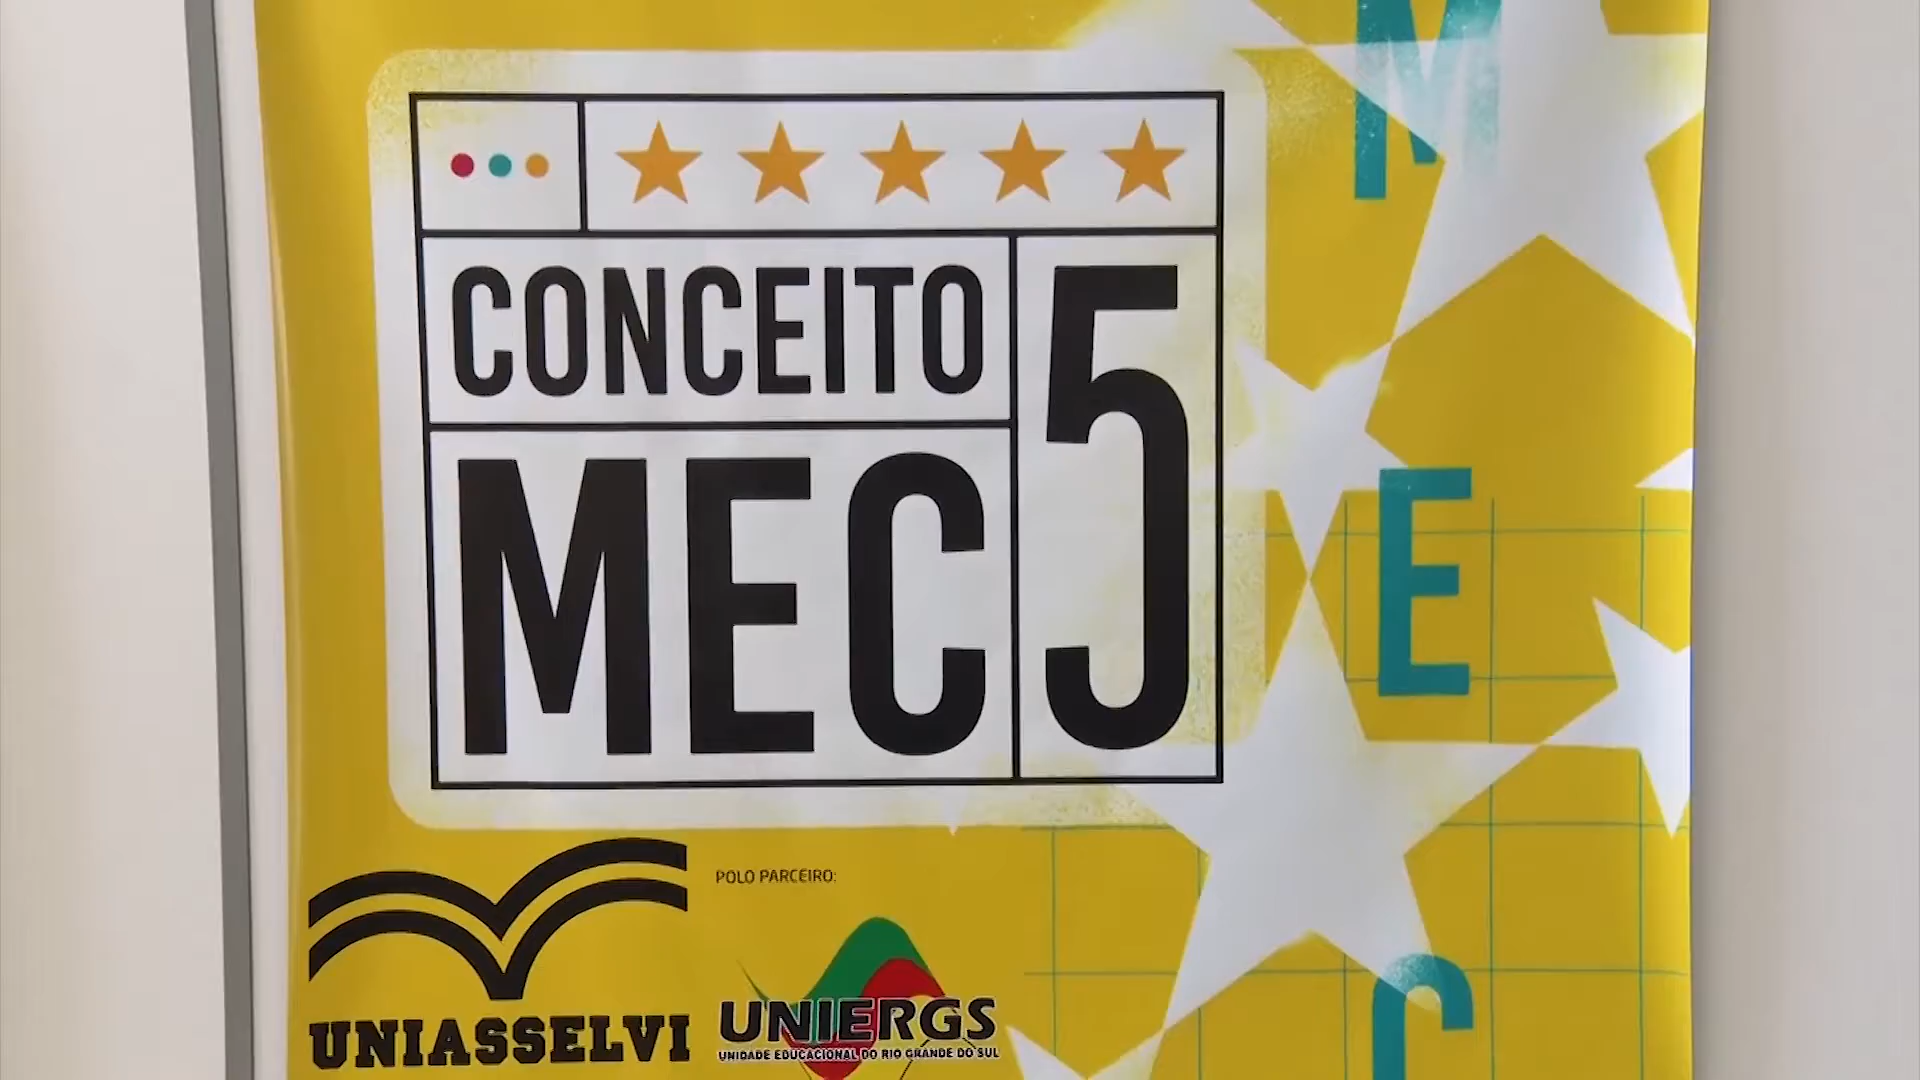 CONCEITO
MEC 5
M
E
C
POLO PARCEIRO:
UNIASSELVI
UNIERGS
UNIDADE EDUCACIONAL DO RIO GRANDE DO SUL